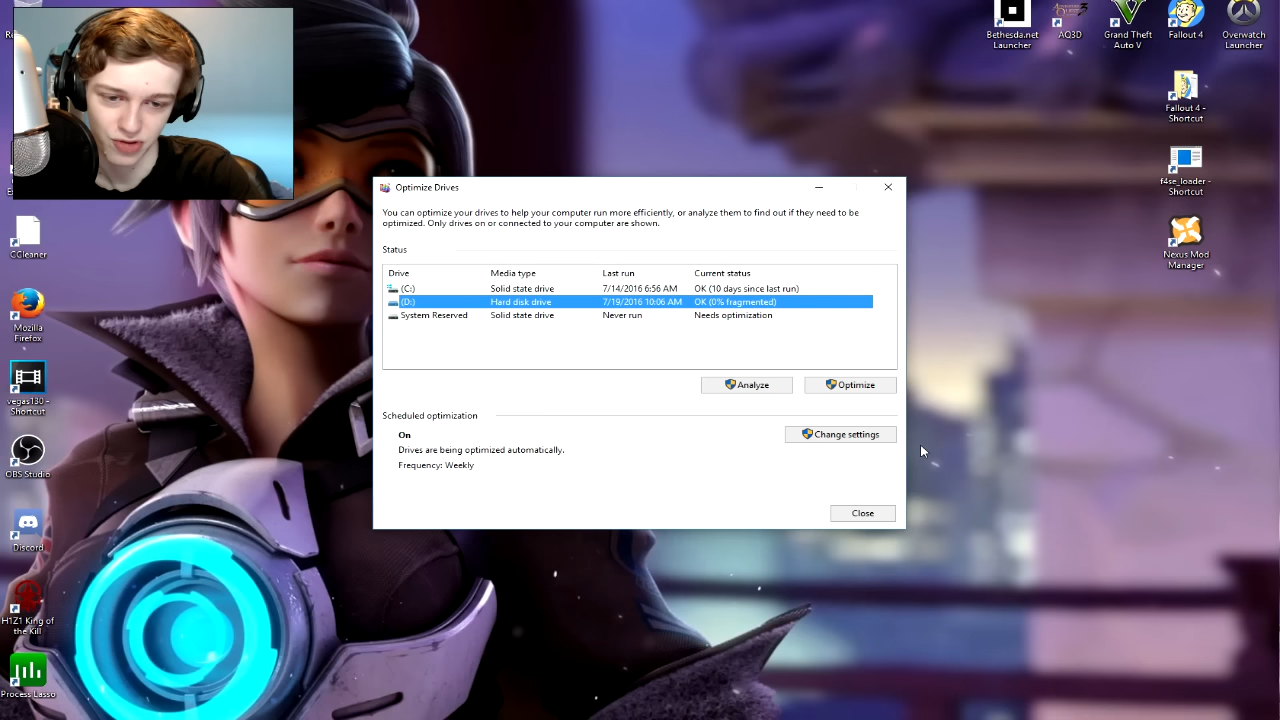 Bethesda.net
Launcher
AQ3D
Grand Theft
Auto V
Fallout 4
Overwatch
Launcher
Fallout 4 -
Shortcut
f4se_loader -
Shortcut
Nexus Mod
Manager
CCleaner
Mozilla
Firefox
vegas130 -
Shortcut
OBS Studio
Discord
H1Z1 King of
the Kill
Process Lasso
Optimize Drives
You can optimize your drives to help your computer run more efficiently, or analyze them to find out if they need to be
optimized. Only drives on or connected to your computer are shown.
Status
Drive Media type Last run Current status
(C:) Solid state drive 7/14/2016 6:56 AM OK (10 days since last run)
(D:) Hard disk drive 7/19/2016 10:06 AM OK (0% fragmented)
System Reserved Solid state drive Never run Needs optimization
Analyze Optimize
Scheduled optimization
On
Change settings
Drives are being optimized automatically.
Frequency: Weekly
Close